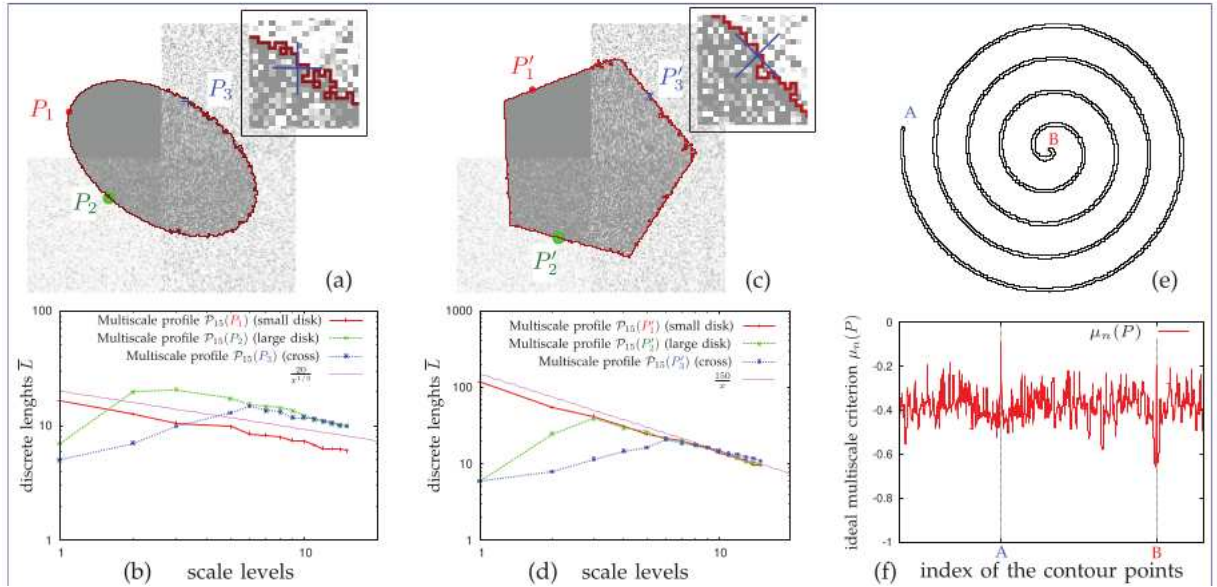 P₁
P₂
P₃
(a)
P′₁
P′₂
P′₃
(c)
A
B
(e)
100
10
1
1
10
discrete lenghts L̅
Multiscale profile 𝒫₁₅(P₁) (small disk)
Multiscale profile 𝒫₁₅(P₂) (large disk)
Multiscale profile 𝒫₁₅(P₃) (cross)
20/x^{1/3}
(b) scale levels
1000
100
10
1
1
10
discrete lenghts L̅
Multiscale profile 𝒫₁₅(P′₁) (small disk)
Multiscale profile 𝒫₁₅(P′₂) (large disk)
Multiscale profile 𝒫₁₅(P′₃) (cross)
150/x
(d) scale levels
0
-0.2
-0.4
-0.6
-0.8
-1
ideal multiscale criterion μₙ(P)
μₙ(P)
A
B
(f) index of the contour points